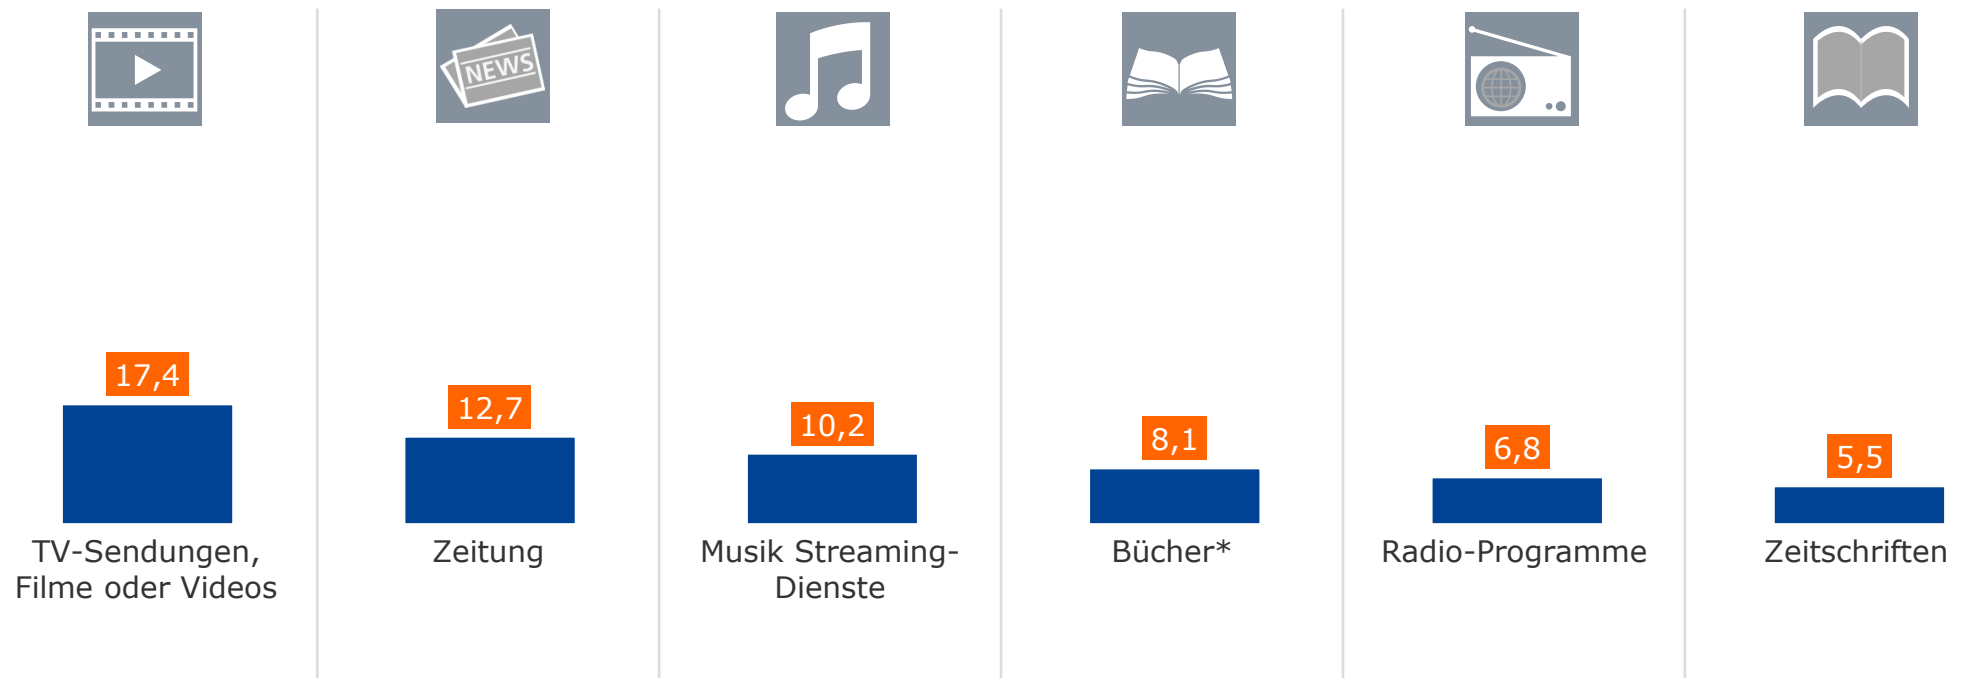 NEWS
17,4
12,7
10,2
8,1
6,8
5,5
TV-Sendungen,
Filme oder Videos
Zeitung
Musik Streaming-
Dienste
Bücher*
Radio-Programme
Zeitschriften